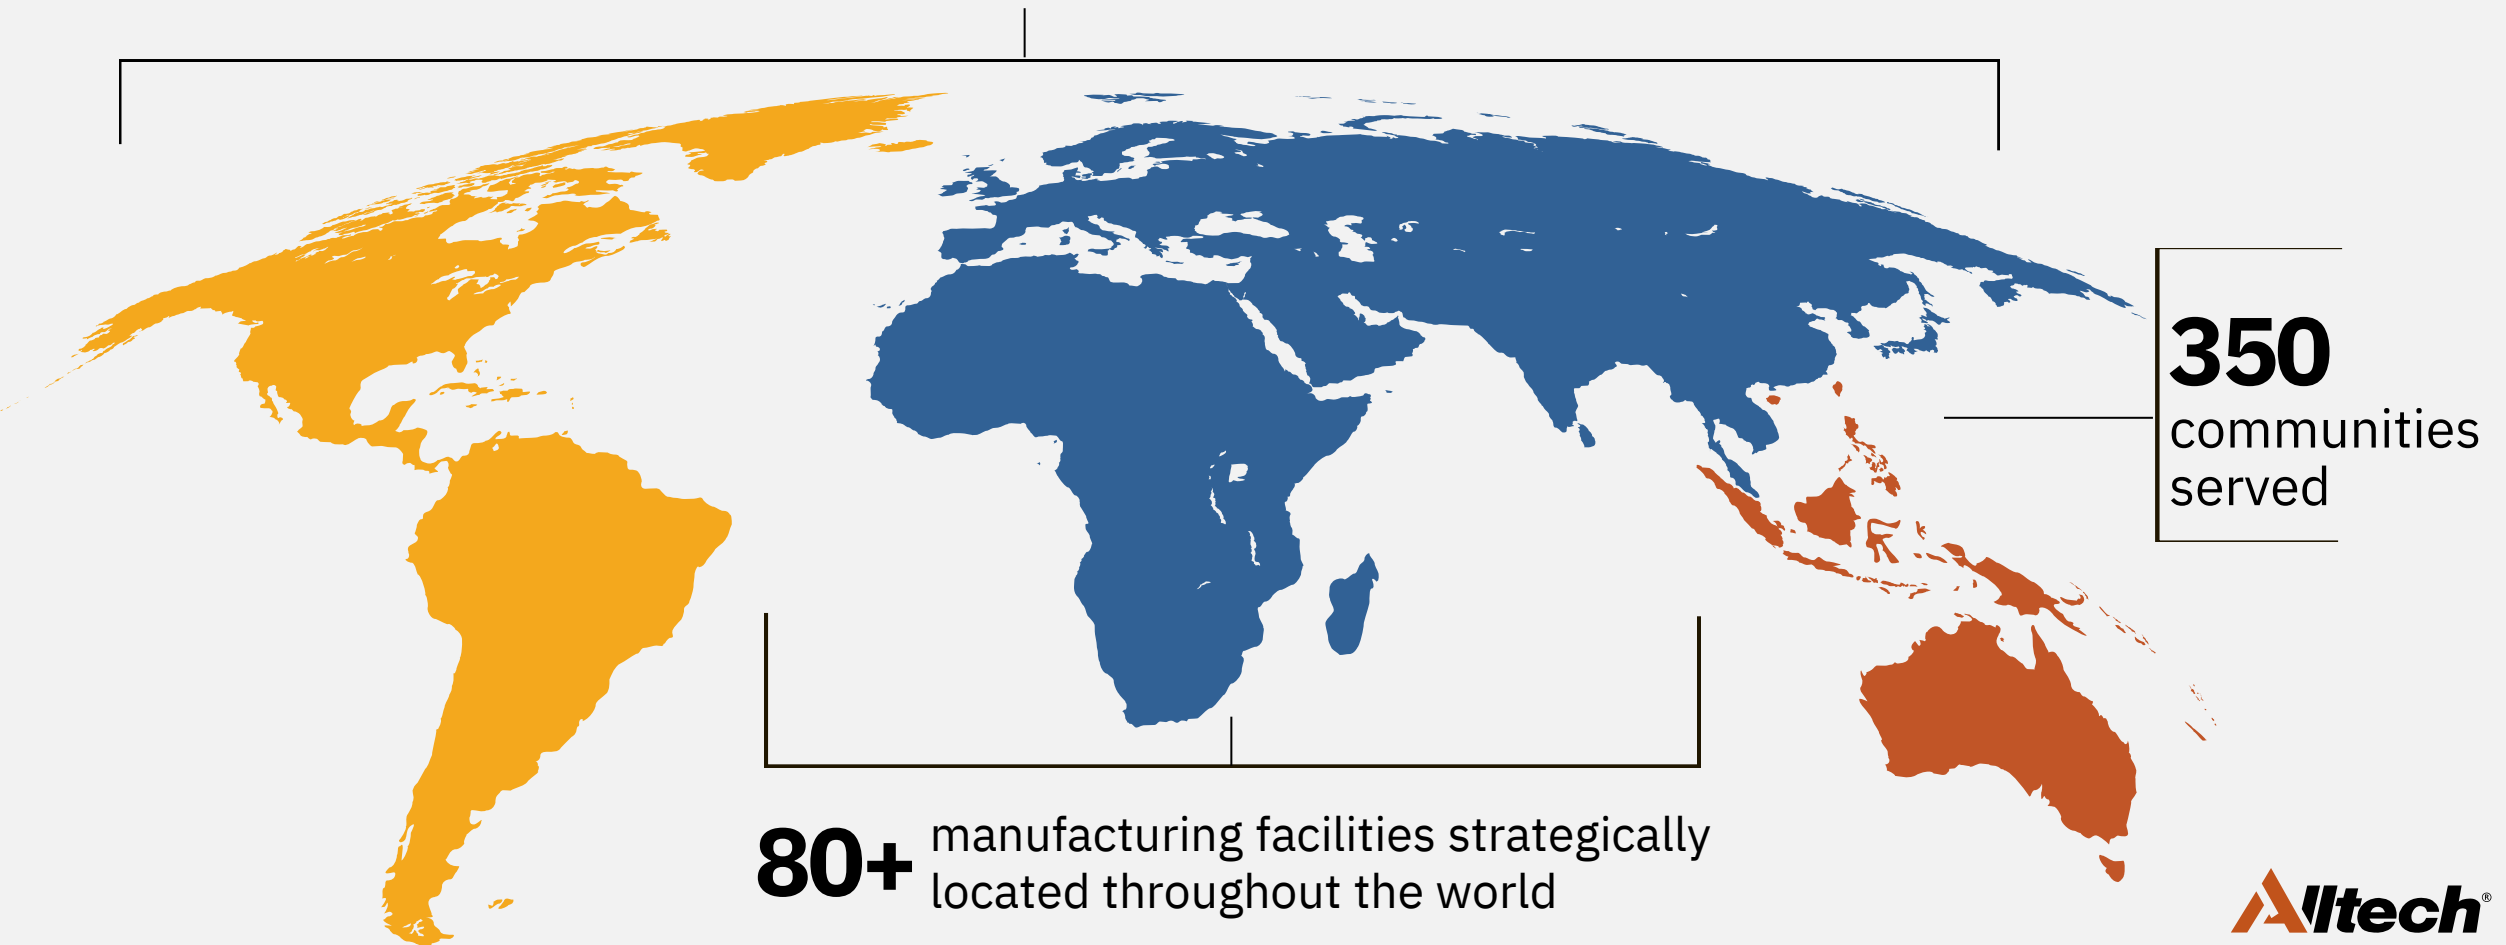 350
communities
served
80+ manufacturing facilities strategically
located throughout the world
Alltech®